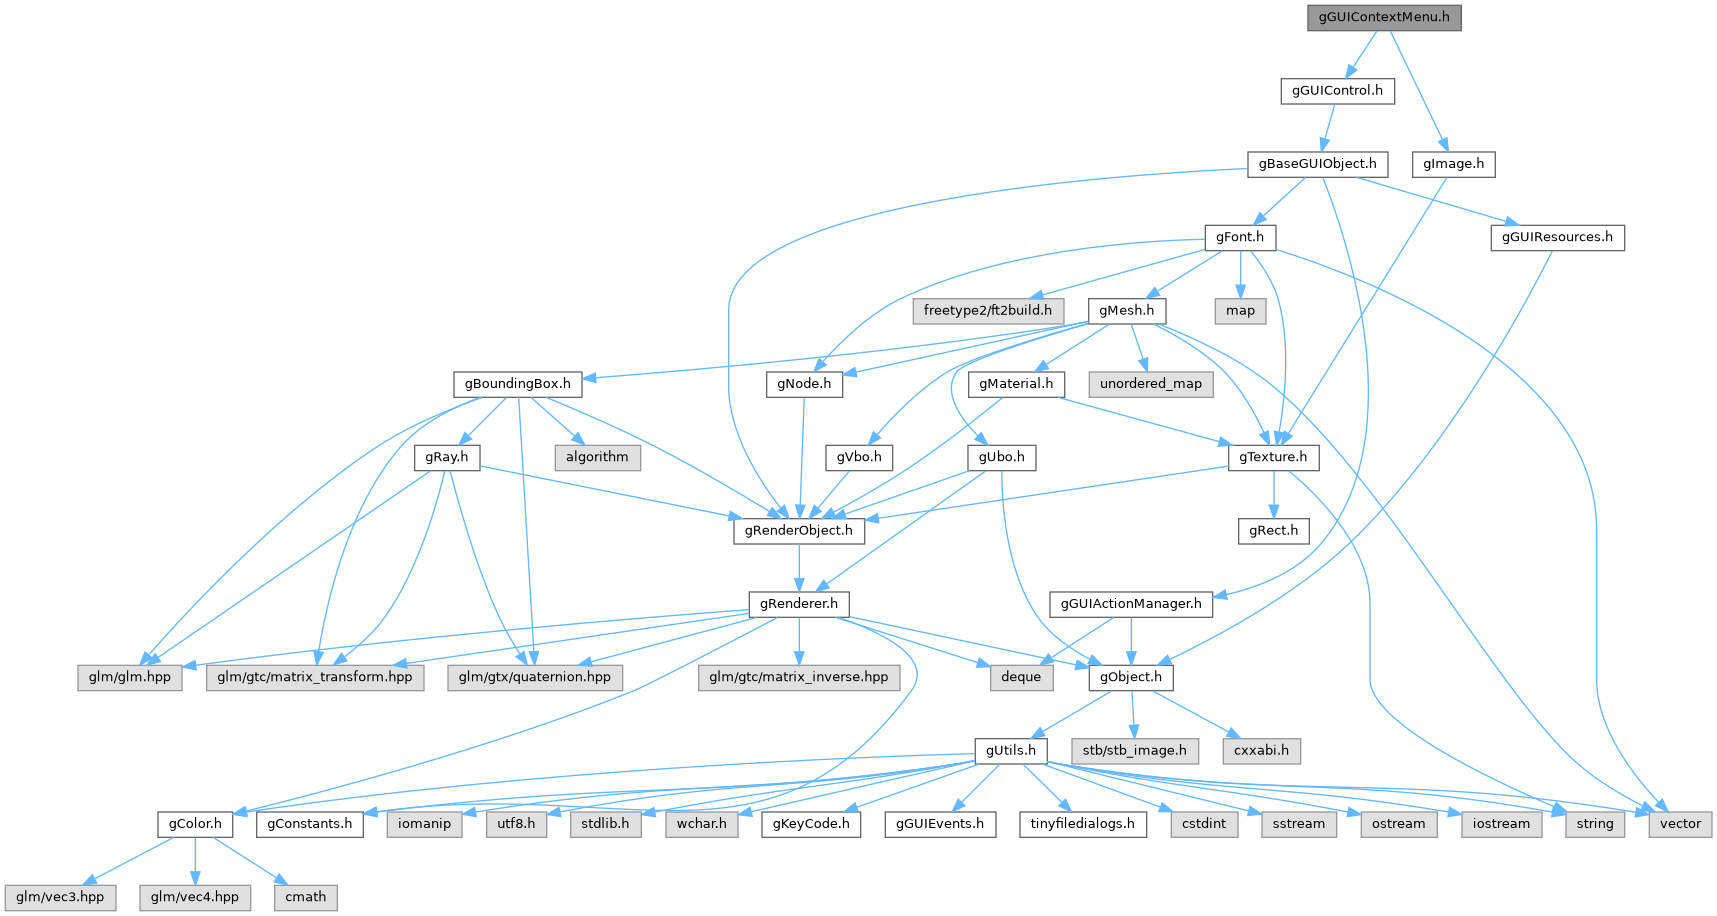 gGUIContextMenu.h
gGUIControl.h
gBaseGUIObject.h
gImage.h
gFont.h
gGUIResources.h
freetype2/ft2build.h
gMesh.h
map
gBoundingBox.h
gNode.h
gMaterial.h
unordered_map
gRay.h
algorithm
gVbo.h
gUbo.h
gTexture.h
gRenderObject.h
gRect.h
gRenderer.h
gGUIActionManager.h
glm/glm.hpp
glm/gtc/matrix_transform.hpp
glm/gtx/quaternion.hpp
glm/gtc/matrix_inverse.hpp
deque
gObject.h
gUtils.h
stb/stb_image.h
cxxabi.h
gColor.h
gConstants.h
iomanip
utf8.h
stdlib.h
wchar.h
gKeyCode.h
gGUIEvents.h
tinyfiledialogs.h
cstdint
sstream
ostream
iostream
string
vector
glm/vec3.hpp
glm/vec4.hpp
cmath